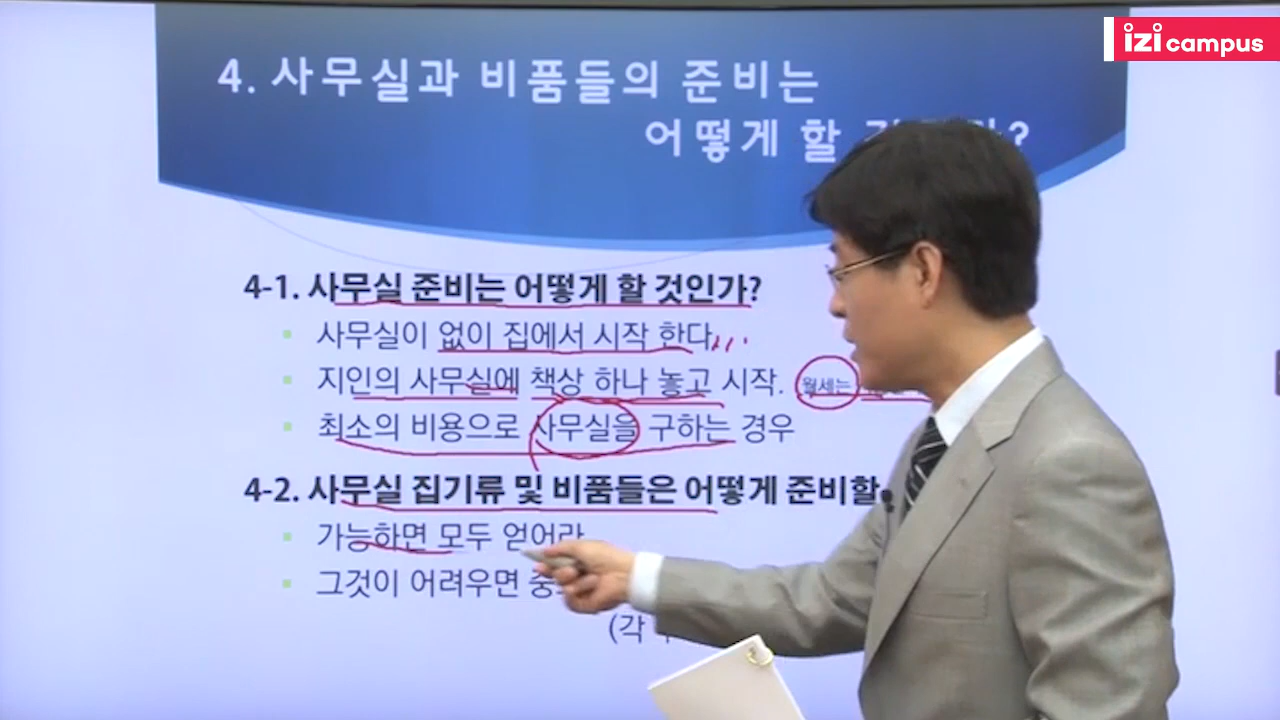 izi campus
4. 사무실과 비품들의 준비는
어떻게 할
4-1. 사무실 준비는 어떻게 할 것인가?
사무실이 없이 집에서 시작 한다
지인의 사무실에 책상 하나 놓고 시작. 월세는
최소의 비용으로 사무실을 구하는 경우
4-2. 사무실 집기류 및 비품들은 어떻게 준비할
가능하면 모두 얻어라
그것이 어려우면
(각